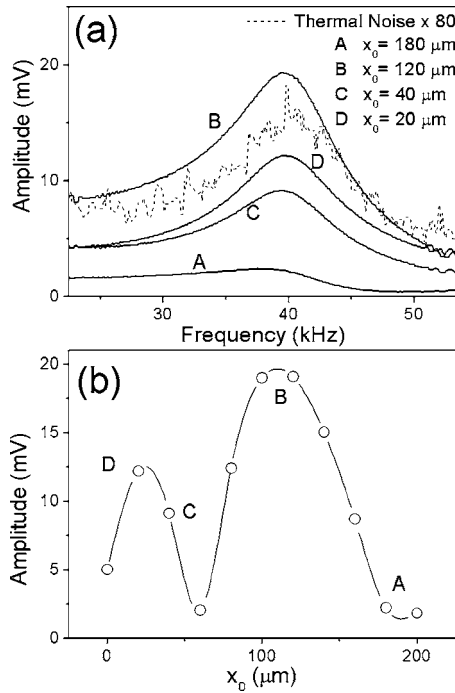 (a)
Thermal Noise x 80
A x₀= 180 μm
B x₀= 120 μm
C x₀= 40 μm
D x₀= 20 μm
20
10
0
Amplitude (mV)
B
D
C
A
30 40 50
Frequency (kHz)
(b)
20
15
10
5
0
Amplitude (mV)
D
C
B
A
0 100 200
x₀ (μm)